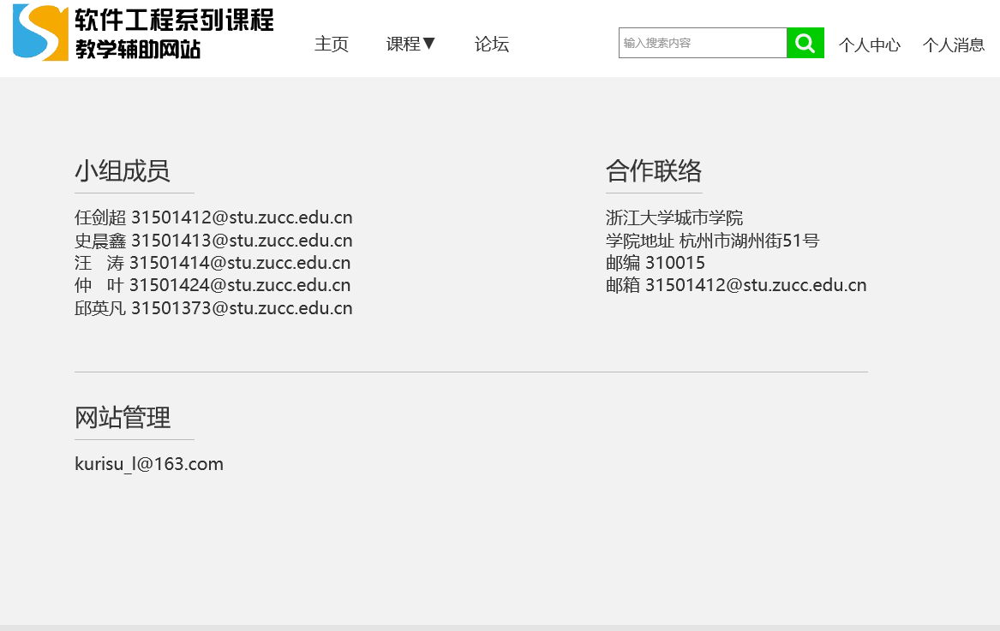 软件工程系列课程
教学辅助网站
主页 课程▼ 论坛 输入搜索内容 个人中心 个人消息
小组成员
任剑超 31501412@stu.zucc.edu.cn
史晨鑫 31501413@stu.zucc.edu.cn
汪 涛 31501414@stu.zucc.edu.cn
仲 叶 31501424@stu.zucc.edu.cn
邱英凡 31501373@stu.zucc.edu.cn
合作联络
浙江大学城市学院
学院地址 杭州市湖州街51号
邮编 310015
邮箱 31501412@stu.zucc.edu.cn
网站管理
kurisu_l@163.com